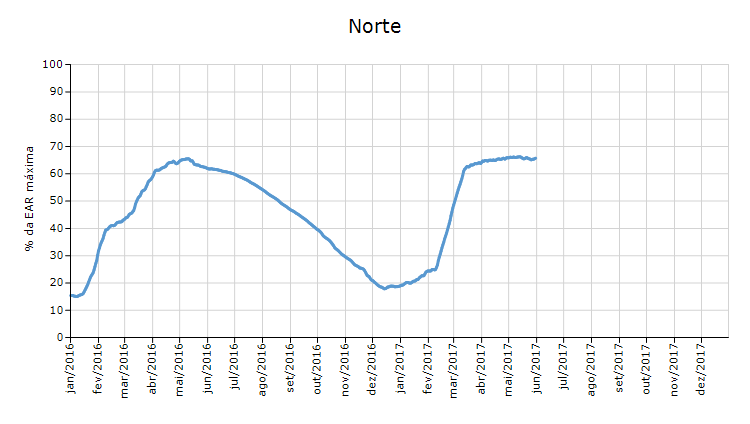 Norte
% da EAR máxima
100
90
80
70
60
50
40
30
20
10
0
jan/2016
fev/2016
mar/2016
abr/2016
mai/2016
jun/2016
jul/2016
ago/2016
set/2016
out/2016
nov/2016
dez/2016
jan/2017
fev/2017
mar/2017
abr/2017
mai/2017
jun/2017
jul/2017
ago/2017
set/2017
out/2017
nov/2017
dez/2017